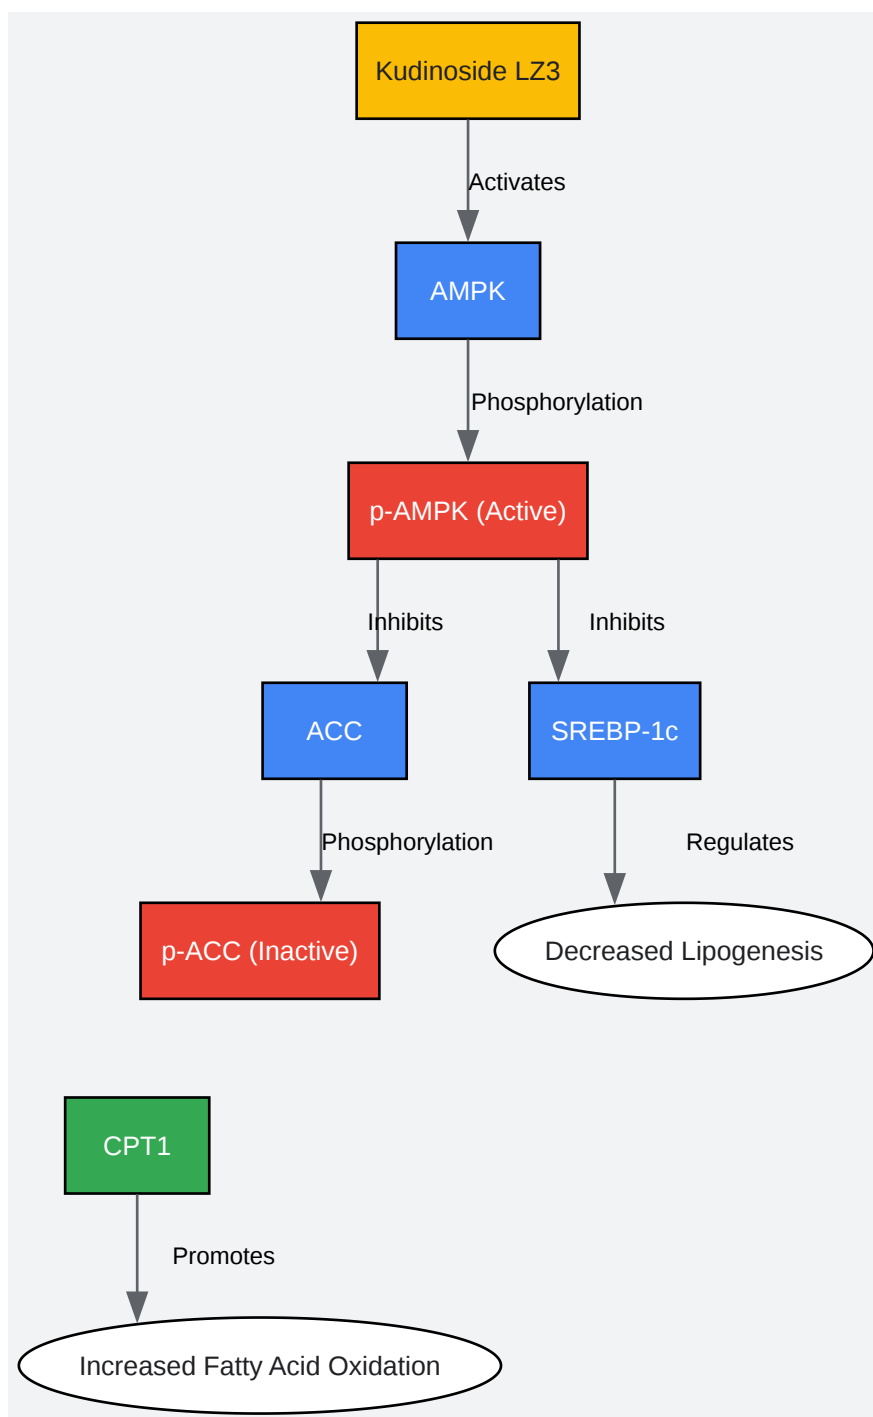 Kudinoside LZ3
Activates
AMPK
Phosphorylation
p-AMPK (Active)
Inhibits
Inhibits
ACC
SREBP-1c
Phosphorylation
Regulates
p-ACC (Inactive)
Decreased Lipogenesis
CPT1
Promotes
Increased Fatty Acid Oxidation